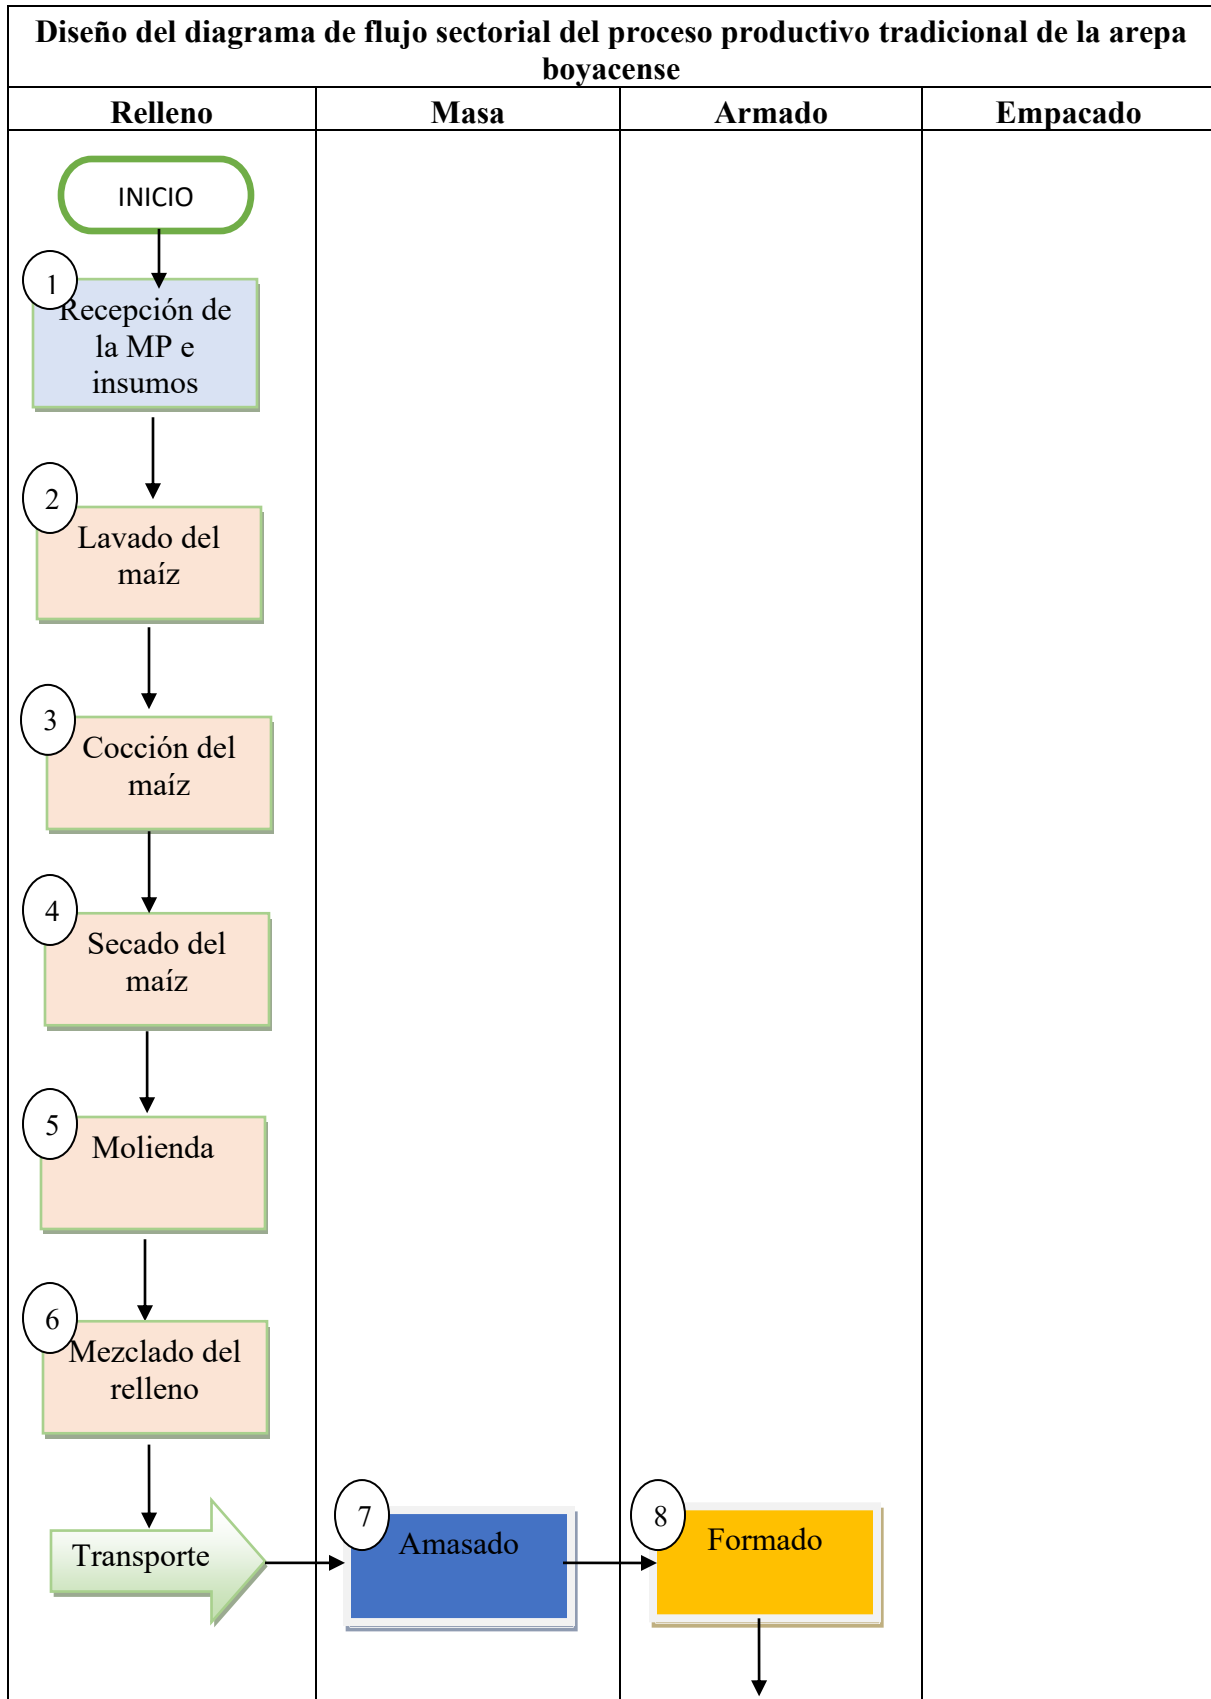 Diseño del diagrama de flujo sectorial del proceso productivo tradicional de la arepa
boyacense
Relleno
Masa
Armado
Empacado
INICIO
1
Recepción de
la MP e
insumos
2
Lavado del
maíz
3
Cocción del
maíz
4
Secado del
maíz
5
Molienda
6
Mezclado del
relleno
Transporte
7
Amasado
8
Formado